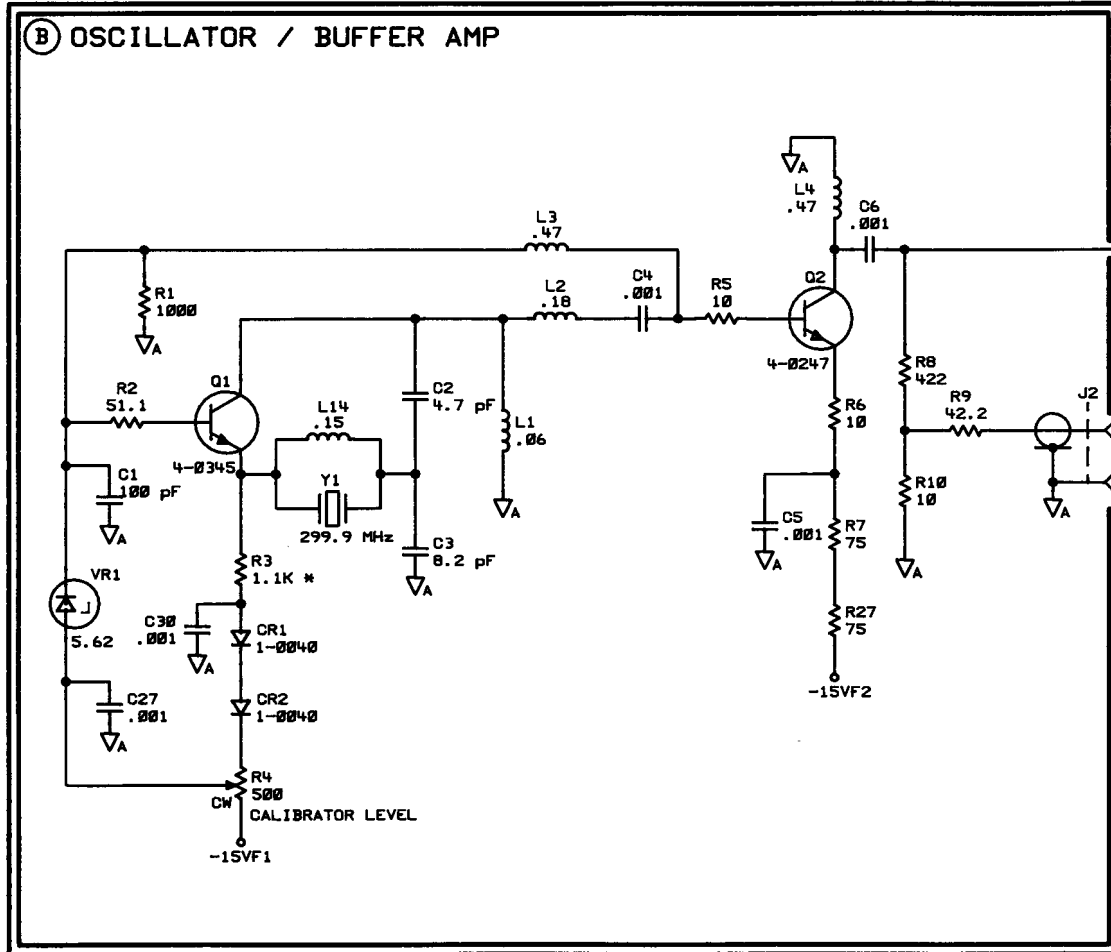 B OSCILLATOR / BUFFER AMP
A
L4
.47
C6
.001
L3
.47
Q2
L2
.18
C4
.001
R5
10
R1
1000
A
4-0247
R8
422
Q1
R2
51.1
C2
4.7 pF
L14
.15
L1
.06
R6
10
R9
42.2
J2
4-0345
C1
100 pF
A
Y1
299.9 MHz
A
R10
10
A
C5
.001
A
R7
75
A
C3
8.2 pF
A
R3
1.1K *
VR1
5.62
C30
.001
A
CR1
1-0040
R27
75
C27
.001
A
CR2
1-0040
-15VF2
R4
500
CW
CALIBRATOR LEVEL
-15VF1